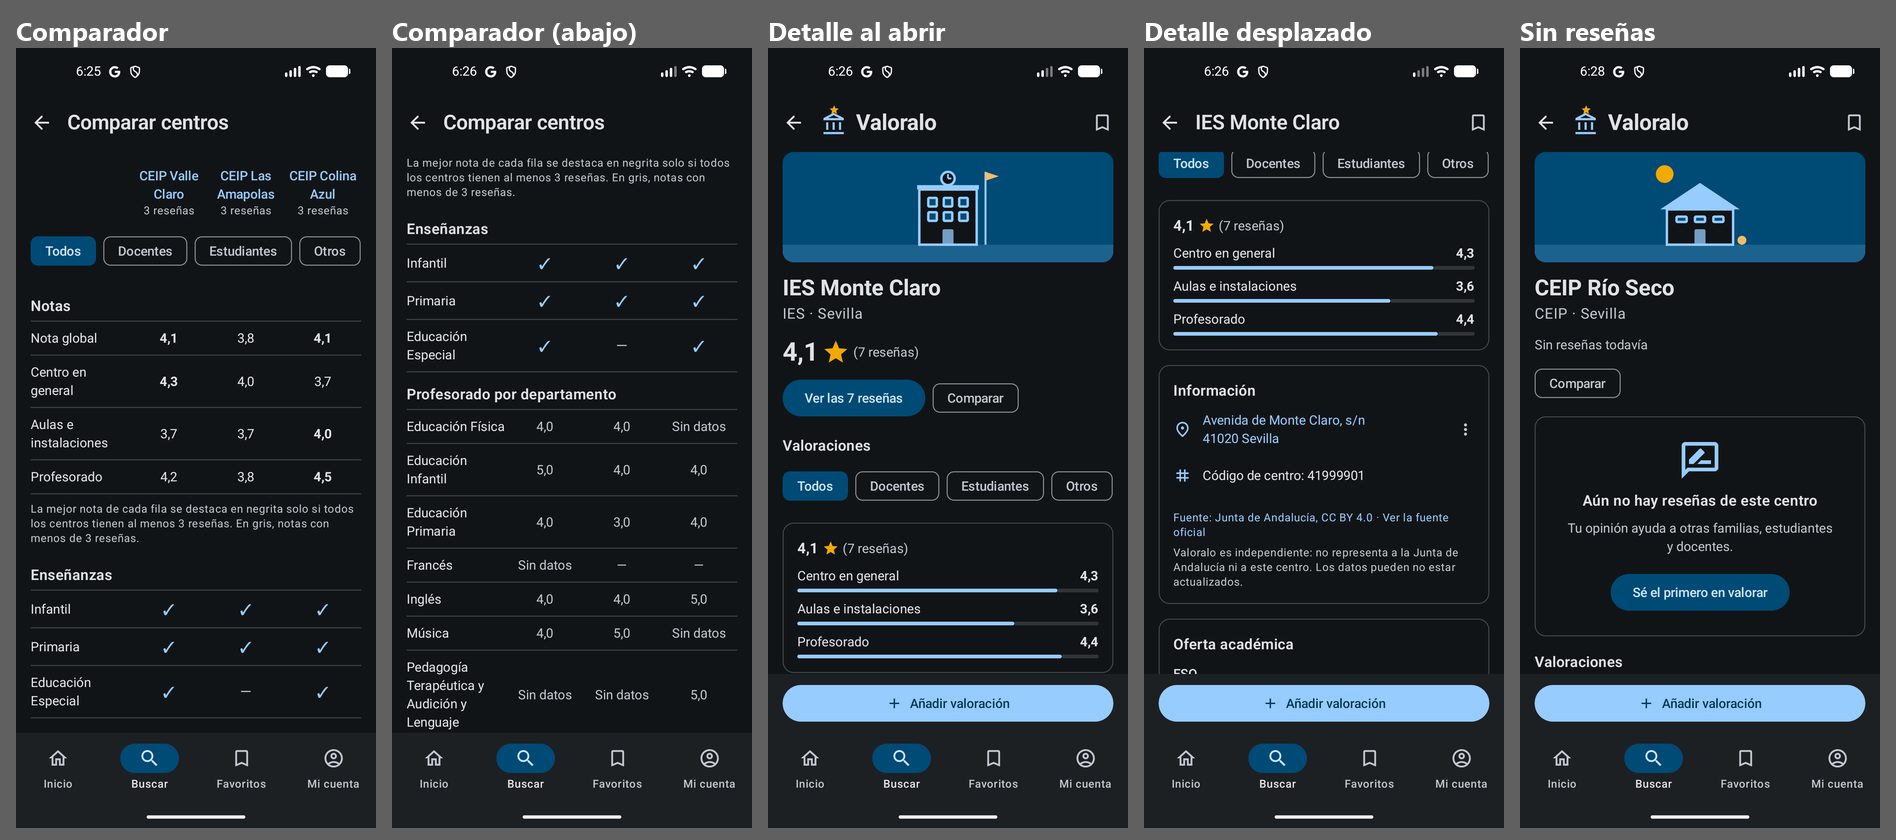 Comparador
6:25
Comparar centros
CEIP Valle Claro
CEIP Las Amapolas
CEIP Colina Azul
3 reseñas
3 reseñas
3 reseñas
Todos
Docentes
Estudiantes
Otros
Notas
Nota global 4,1 3,8 4,1
Centro en general 4,3 4,0 3,7
Aulas e instalaciones 3,7 3,7 4,0
Profesorado 4,2 3,8 4,5
La mejor nota de cada fila se destaca en negrita solo si todos
los centros tienen al menos 3 reseñas. En gris, notas con
menos de 3 reseñas.
Enseñanzas
Infantil ✓ ✓ ✓
Primaria ✓ ✓ ✓
Educación Especial ✓ – ✓
Inicio
Buscar
Favoritos
Mi cuenta
Comparador (abajo)
6:26
Comparar centros
La mejor nota de cada fila se destaca en negrita solo si todos
los centros tienen al menos 3 reseñas. En gris, notas con
menos de 3 reseñas.
Enseñanzas
Infantil ✓ ✓ ✓
Primaria ✓ ✓ ✓
Educación Especial ✓ – ✓
Profesorado por departamento
Educación Física 4,0 4,0 Sin datos
Educación Infantil 5,0 4,0 4,0
Educación Primaria 4,0 3,0 4,0
Francés Sin datos – –
Inglés 4,0 4,0 5,0
Música 4,0 5,0 Sin datos
Pedagogía Terapéutica y Audición y Lenguaje Sin datos Sin datos 5,0
Inicio
Buscar
Favoritos
Mi cuenta
Detalle al abrir
6:26
Valoralo
IES Monte Claro
IES · Sevilla
4,1 (7 reseñas)
Ver las 7 reseñas
Comparar
Valoraciones
Todos
Docentes
Estudiantes
Otros
4,1 (7 reseñas)
Centro en general 4,3
Aulas e instalaciones 3,6
Profesorado 4,4
+ Añadir valoración
Inicio
Buscar
Favoritos
Mi cuenta
Detalle desplazado
6:26
IES Monte Claro
Todos
Docentes
Estudiantes
Otros
4,1 (7 reseñas)
Centro en general 4,3
Aulas e instalaciones 3,6
Profesorado 4,4
Información
Avenida de Monte Claro, s/n
41020 Sevilla
Código de centro: 41999901
Fuente: Junta de Andalucía, CC BY 4.0 · Ver la fuente
oficial
Valoralo es independiente: no representa a la Junta de
Andalucía ni a este centro. Los datos pueden no estar
actualizados.
Oferta académica
ESO
+ Añadir valoración
Inicio
Buscar
Favoritos
Mi cuenta
Sin reseñas
6:28
Valoralo
CEIP Río Seco
CEIP · Sevilla
Sin reseñas todavía
Comparar
Aún no hay reseñas de este centro
Tu opinión ayuda a otras familias, estudiantes
y docentes.
Sé el primero en valorar
Valoraciones
+ Añadir valoración
Inicio
Buscar
Favoritos
Mi cuenta